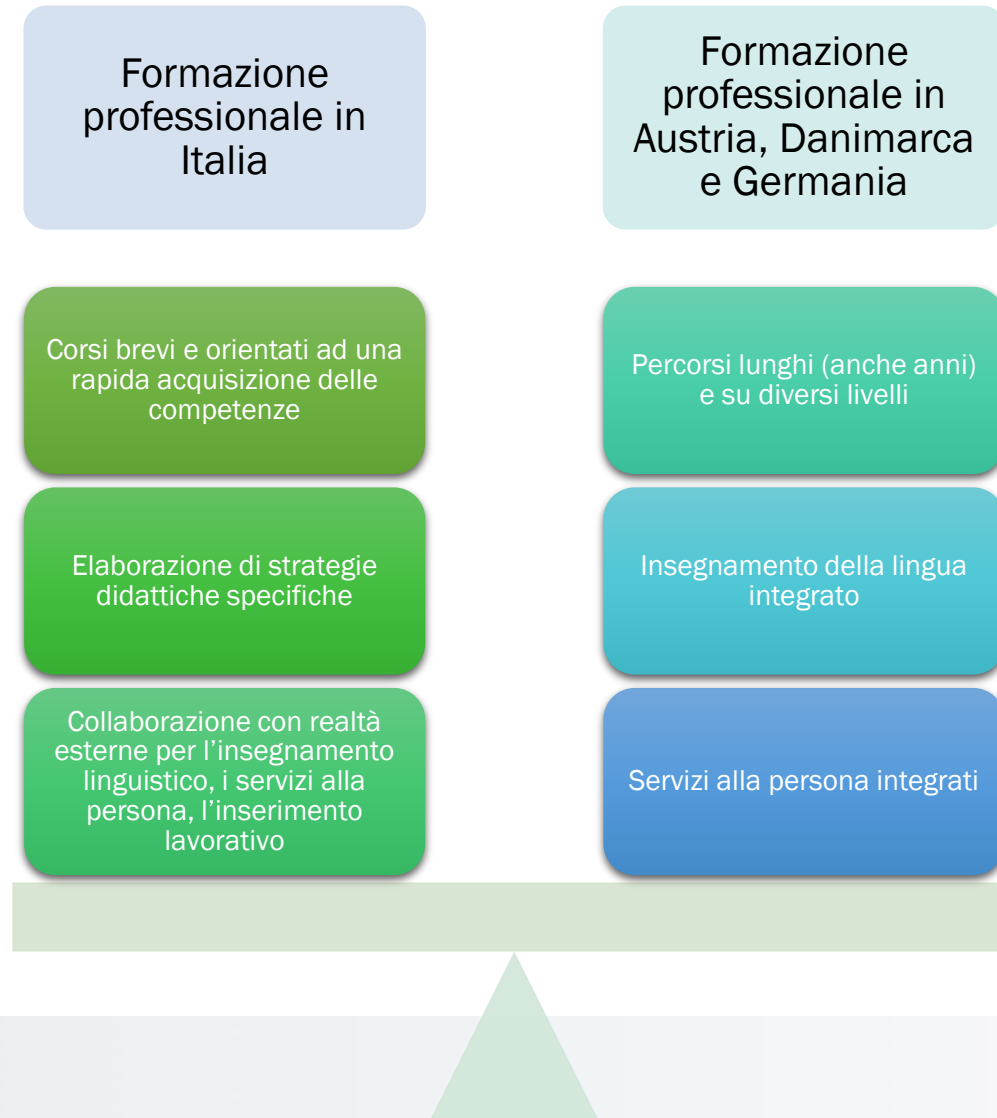 Formazione
professionale in
Italia
Formazione
professionale in
Austria, Danimarca
e Germania
Corsi brevi e orientati ad una
rapida acquisizione delle
competenze
Elaborazione di strategie
didattiche specifiche
Collaborazione con realtà
esterne per l’insegnamento
linguistico, i servizi alla
persona, l’inserimento
lavorativo
Percorsi lunghi (anche anni)
e su diversi livelli
Insegnamento della lingua
integrato
Servizi alla persona integrati